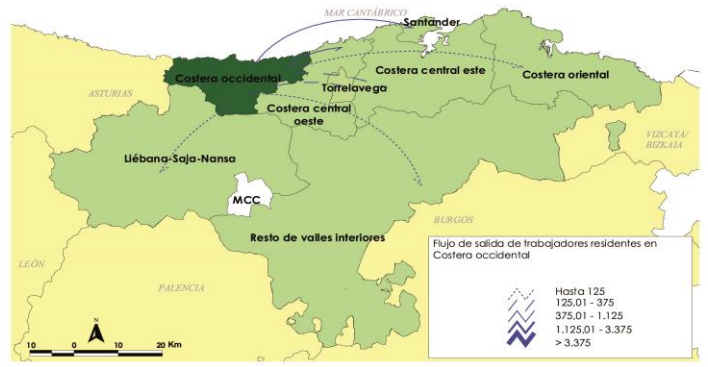 MAR CANTÁBRICO
Santander
Costera occidental
Costera central este
Costera oriental
Torrelavega
ASTURIAS
Costera central
oeste
VIZCAYA/
BIZKAIA
Liébana-Saja-Nansa
MCC
BURGOS
Resto de valles interiores
LEÓN
PALENCIA
Flujo de salida de trabajadores residentes en
Costera occidental
Hasta 125
125,01 - 375
375,01 - 1.125
1.125,01 - 3.375
> 3.375
N
10 0 10 20 Km